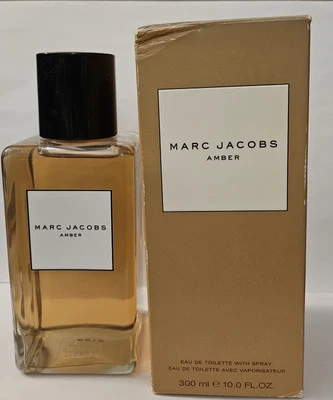 MARC JACOBS
AMBER
MARC JACOBS
AMBER
EAU DE TOILETTE WITH SPRAY
EAU DE TOILETTE AVEC VAPORISATEUR
300 ml ℮ 10.0 FL.OZ.